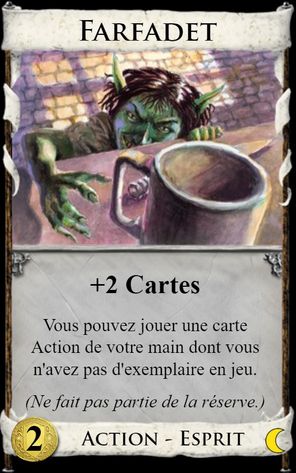 FARFADET
+2 Cartes
Vous pouvez jouer une carte
Action de votre main dont vous
n'avez pas d'exemplaire en jeu.
(Ne fait pas partie de la réserve.)
2 ACTION - ESPRIT